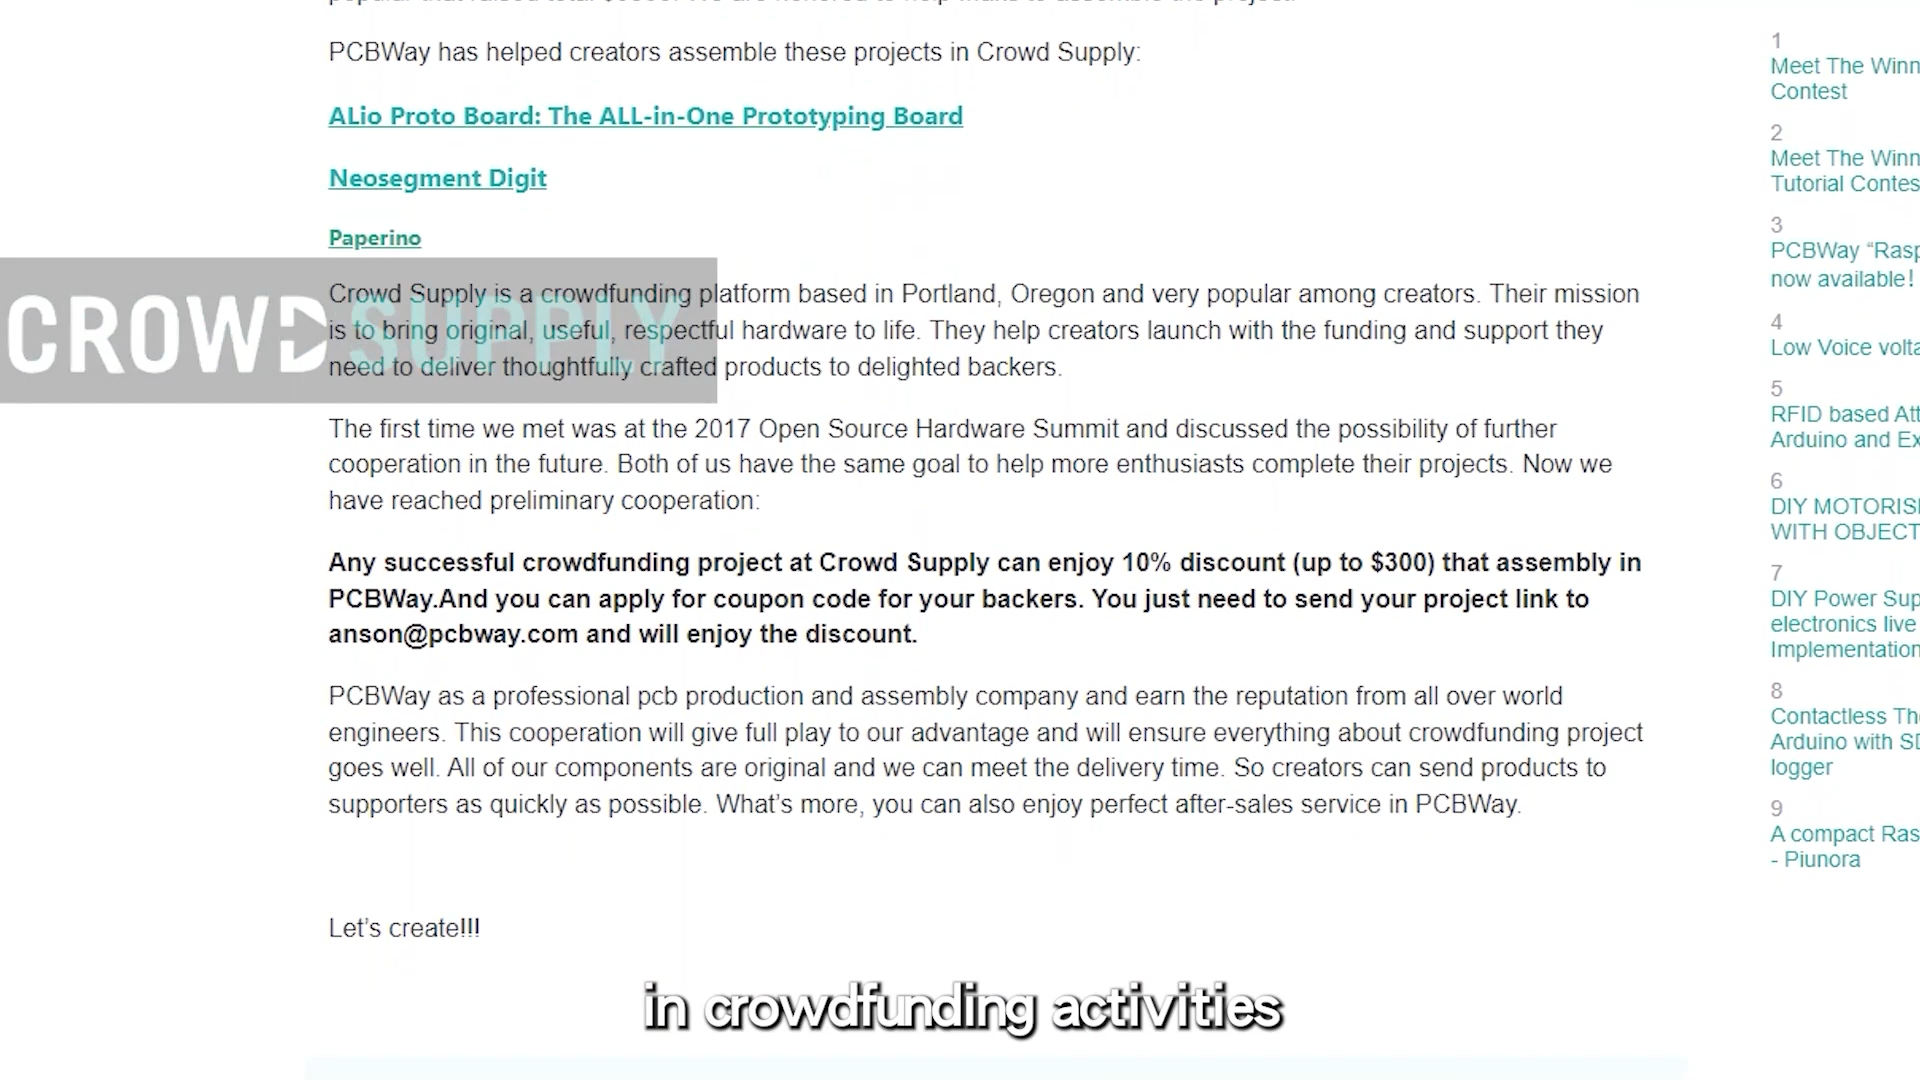 PCBWay has helped creators assemble these projects in Crowd Supply:
ALio Proto Board: The ALL-in-One Prototyping Board
Neosegment Digit
Paperino
CROWD SUPPLY
Crowd Supply is a crowdfunding platform based in Portland, Oregon and very popular among creators. Their mission
is to bring original, useful, respectful hardware to life. They help creators launch with the funding and support they
need to deliver thoughtfully crafted products to delighted backers.
The first time we met was at the 2017 Open Source Hardware Summit and discussed the possibility of further
cooperation in the future. Both of us have the same goal to help more enthusiasts complete their projects. Now we
have reached preliminary cooperation:
Any successful crowdfunding project at Crowd Supply can enjoy 10% discount (up to $300) that assembly in
PCBWay.And you can apply for coupon code for your backers. You just need to send your project link to
anson@pcbway.com and will enjoy the discount.
PCBWay as a professional pcb production and assembly company and earn the reputation from all over world
engineers. This cooperation will give full play to our advantage and will ensure everything about crowdfunding project
goes well. All of our components are original and we can meet the delivery time. So creators can send products to
supporters as quickly as possible. What's more, you can also enjoy perfect after-sales service in PCBWay.
Let's create!!!
in crowdfunding activities
1
Meet The Winn
Contest
2
Meet The Winn
Tutorial Contes
3
PCBWay “Rasp
now available!
4
Low Voice volta
5
RFID based Att
Arduino and Ex
6
DIY MOTORIS
WITH OBJECT
7
DIY Power Sup
electronics live
Implementation
8
Contactless The
Arduino with SD
logger
9
A compact Ras
- Piunora